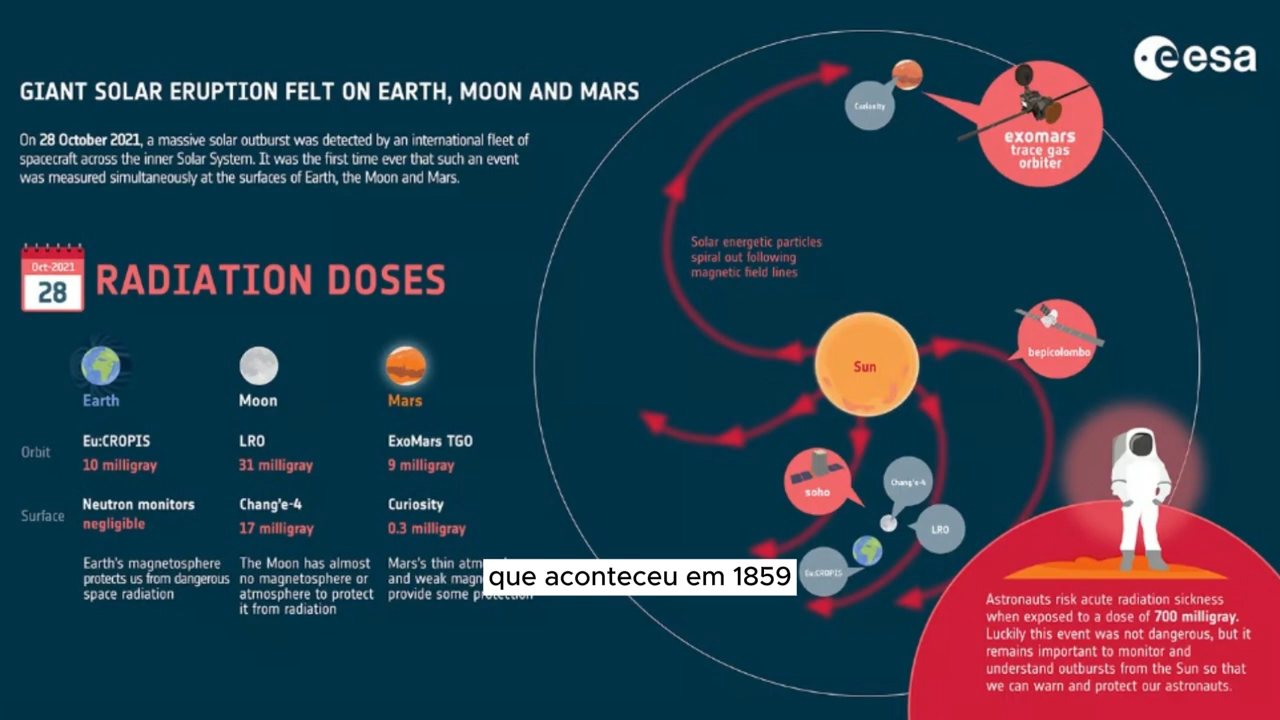 esa
GIANT SOLAR ERUPTION FELT ON EARTH, MOON AND MARS
On 28 October 2021, a massive solar outburst was detected by an international fleet of
spacecraft across the inner Solar System. It was the first time ever that such an event
was measured simultaneously at the surfaces of Earth, the Moon and Mars.
Oct-2021
28
RADIATION DOSES
Earth
Moon
Mars
Orbit
Eu:CROPIS
LRO
ExoMars TGO
10 milligray
31 milligray
9 milligray
Surface
Neutron monitors
Chang'e-4
Curiosity
negligible
17 milligray
0.3 milligray
Earth's magnetosphere
protects us from dangerous
space radiation
The Moon has almost
no magnetosphere or
atmosphere to protect
it from radiation
Mars's thin
and weak
provide some
que aconteceu em 1859
Curiosity
exomars
trace gas
orbiter
Solar energetic particles
spiral out following
magnetic field lines
Sun
bepicolombo
soho
Chang'e-4
LRO
Eu:CROPIS
Astronauts risk acute radiation sickness
when exposed to a dose of 700 milligray.
Luckily this event was not dangerous, but it
remains important to monitor and
understand outbursts from the Sun so that
we can warn and protect our astronauts.